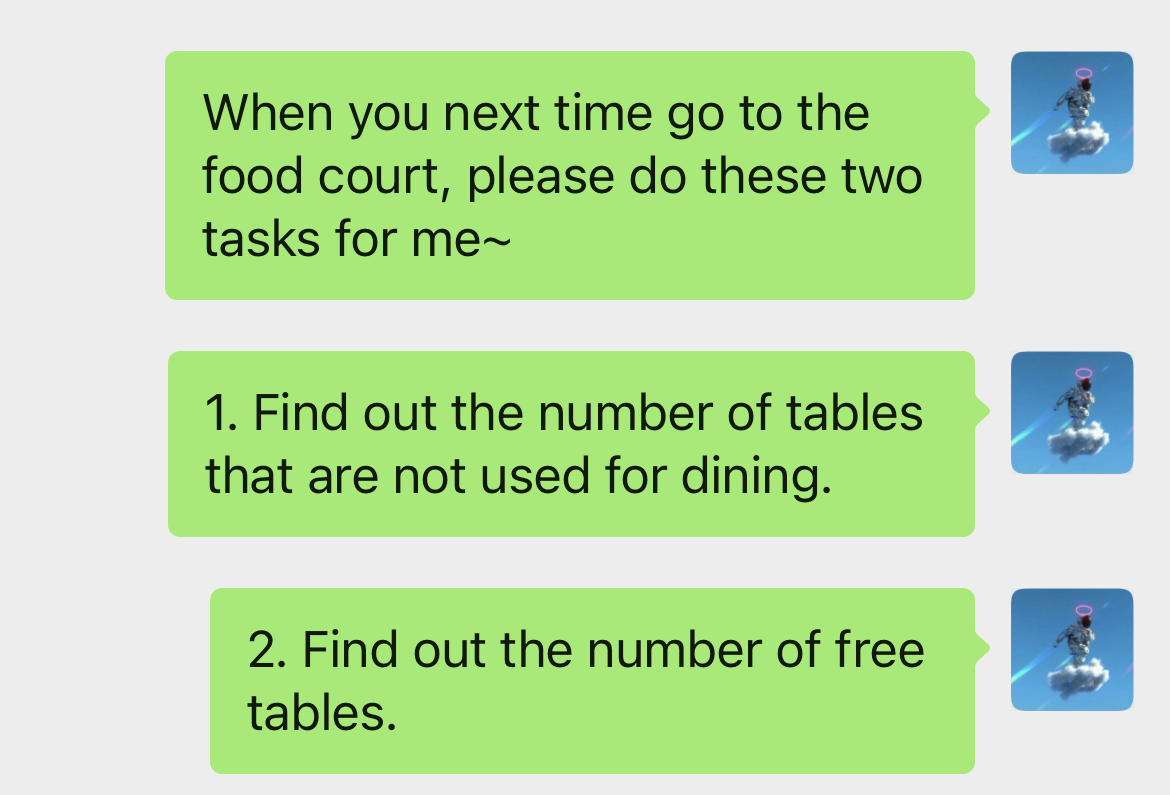 When you next time go to the
food court, please do these two
tasks for me~
1. Find out the number of tables
that are not used for dining.
2. Find out the number of free
tables.